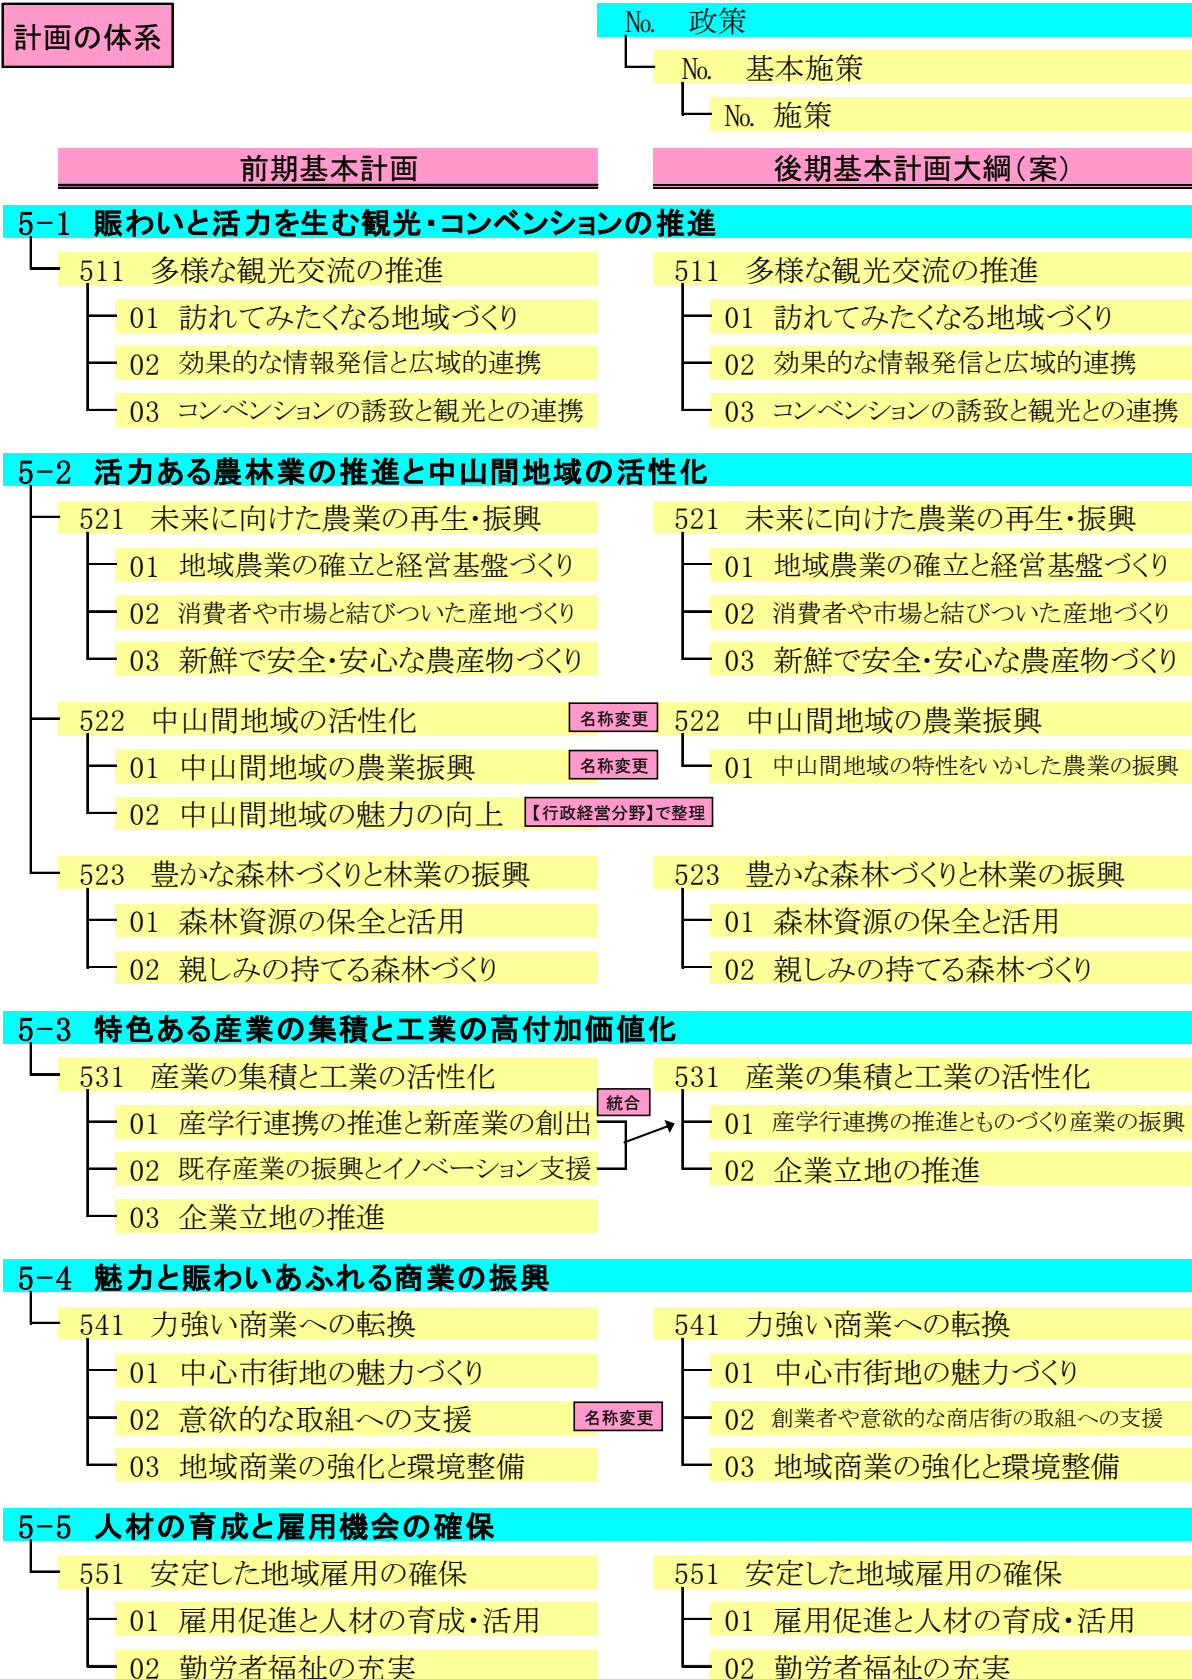 計画の体系
No. 政策
No. 基本施策
No. 施策
前期基本計画 後期基本計画大綱(案)
5-1 賑わいと活力を生む観光・コンベンションの推進
511 多様な観光交流の推進 511 多様な観光交流の推進
01 訪れてみたくなる地域づくり 01 訪れてみたくなる地域づくり
02 効果的な情報発信と広域的連携 02 効果的な情報発信と広域的連携
03 コンベンションの誘致と観光との連携 03 コンベンションの誘致と観光との連携
5-2 活力ある農林業の推進と中山間地域の活性化
521 未来に向けた農業の再生・振興 521 未来に向けた農業の再生・振興
01 地域農業の確立と経営基盤づくり 01 地域農業の確立と経営基盤づくり
02 消費者や市場と結びついた産地づくり 02 消費者や市場と結びついた産地づくり
03 新鮮で安全・安心な農産物づくり 03 新鮮で安全・安心な農産物づくり
522 中山間地域の活性化 名称変更 522 中山間地域の農業振興
01 中山間地域の農業振興 名称変更 01 中山間地域の特性をいかした農業の振興
02 中山間地域の魅力の向上 【行政経営分野】で整理
523 豊かな森林づくりと林業の振興 523 豊かな森林づくりと林業の振興
01 森林資源の保全と活用 01 森林資源の保全と活用
02 親しみの持てる森林づくり 02 親しみの持てる森林づくり
5-3 特色ある産業の集積と工業の高付加価値化
531 産業の集積と工業の活性化 531 産業の集積と工業の活性化
統合
01 産学行連携の推進と新産業の創出 01 産学行連携の推進とものづくり産業の振興
02 既存産業の振興とイノベーション支援 02 企業立地の推進
03 企業立地の推進
5-4 魅力と賑わいあふれる商業の振興
541 力強い商業への転換 541 力強い商業への転換
01 中心市街地の魅力づくり 01 中心市街地の魅力づくり
02 意欲的な取組への支援 名称変更 02 創業者や意欲的な商店街の取組への支援
03 地域商業の強化と環境整備 03 地域商業の強化と環境整備
5-5 人材の育成と雇用機会の確保
551 安定した地域雇用の確保 551 安定した地域雇用の確保
01 雇用促進と人材の育成・活用 01 雇用促進と人材の育成・活用
02 勤労者福祉の充実 02 勤労者福祉の充実